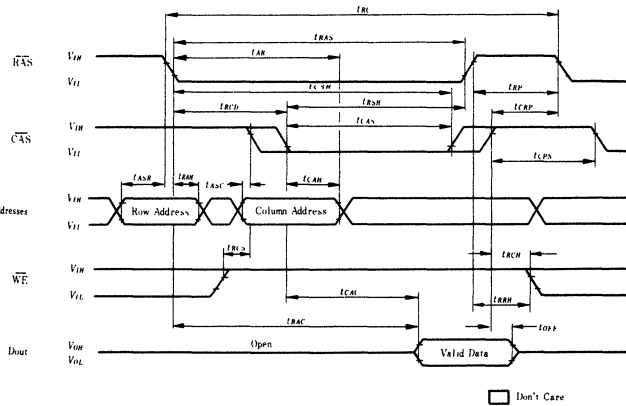 tRC
tRAS
tAR
RAS
VIH
VIL
tCSH
tRP
tRCD
tRSH
tCRP
CAS
VIH
VIL
tCAS
tCPN
tASR
tRAH
tASC
tCAH
dresses
VIH
VIL
Row Address
Column Address
tRCS
tRCH
WE
VIH
VIL
tCAC
tRRH
tRAC
tOFF
Dout
VOH
VOL
Open
Valid Data
Don't Care